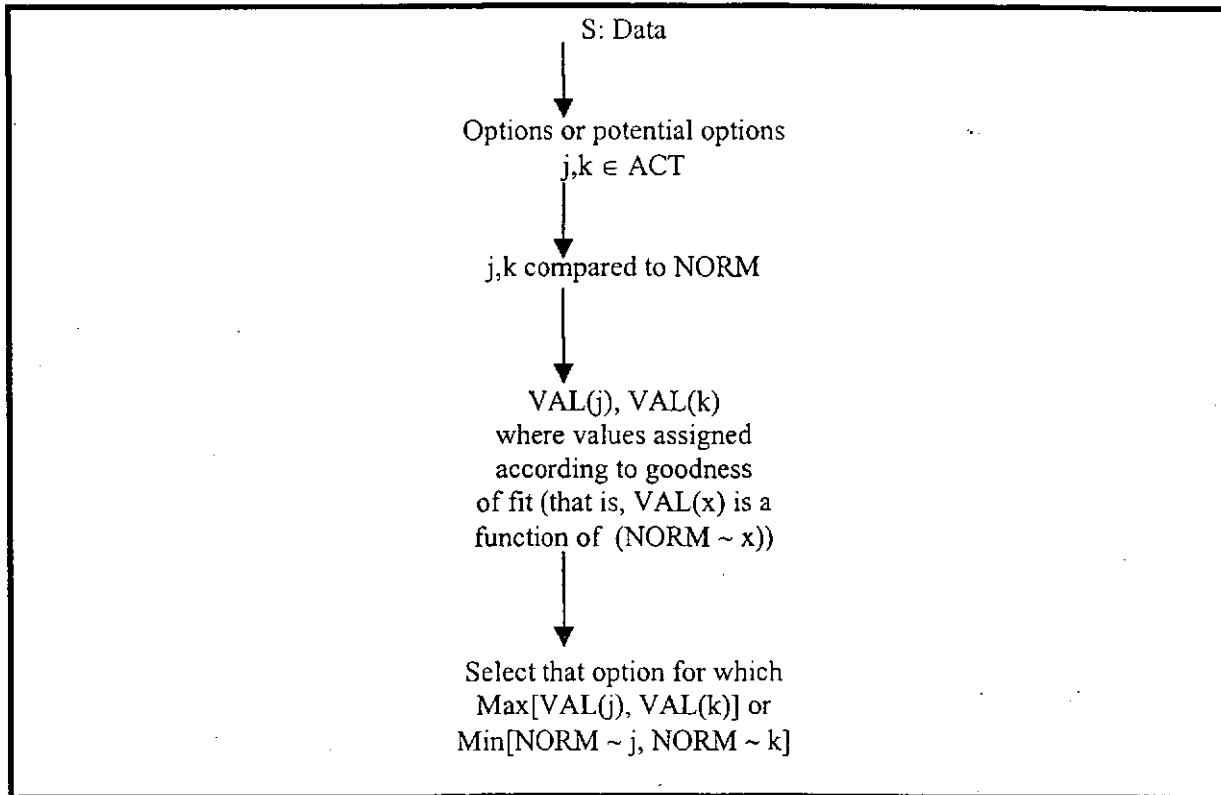 S: Data
Options or potential options
j,k ∈ ACT
j,k compared to NORM
VAL(j), VAL(k)
where values assigned
according to goodness
of fit (that is, VAL(x) is a
function of (NORM ~ x))
Select that option for which
Max[VAL(j), VAL(k)] or
Min[NORM ~ j, NORM ~ k]